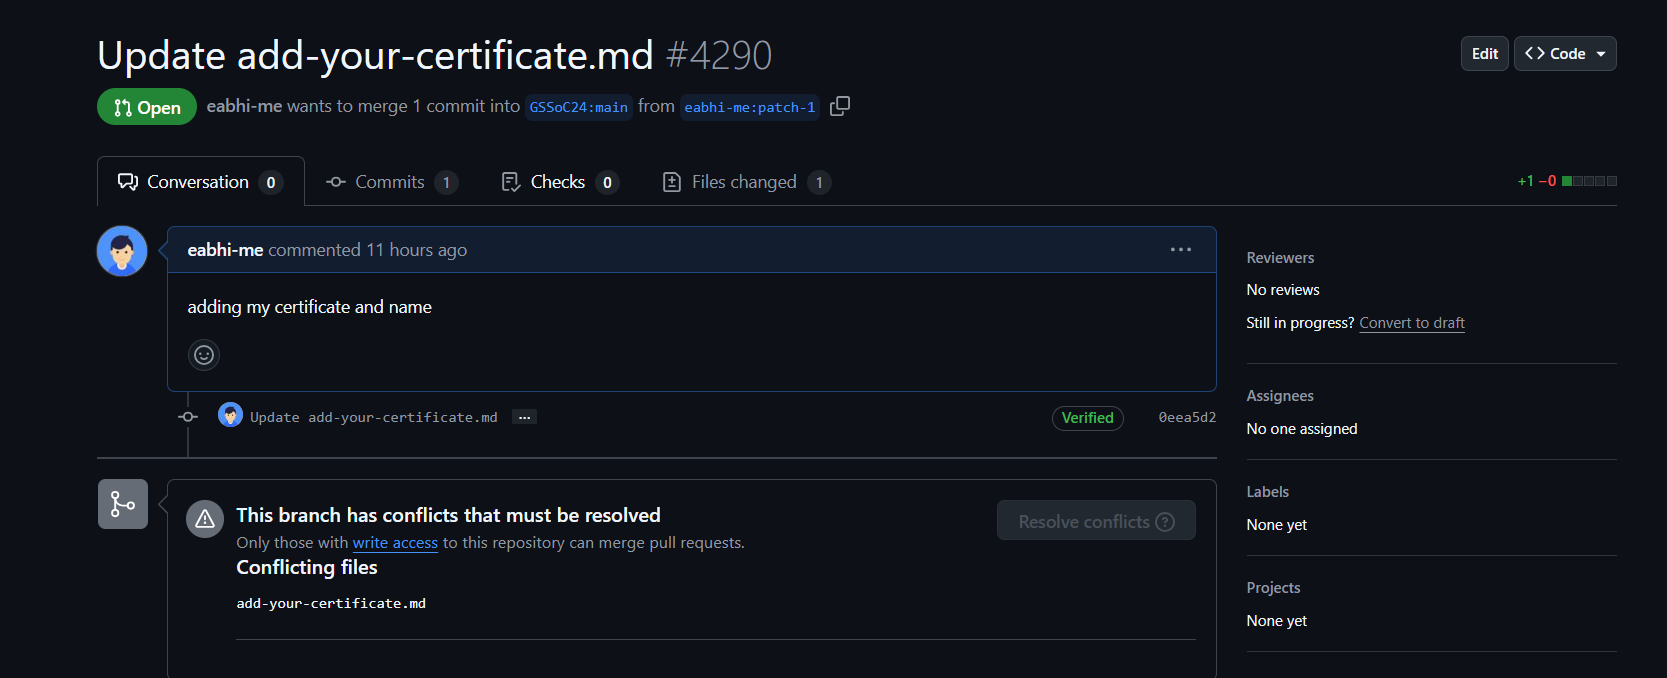 Update add-your-certificate.md #4290
Edit
Code
Open
eabhi-me wants to merge 1 commit into GSSoC24:main from eabhi-me:patch-1
Conversation 0
Commits 1
Checks 0
Files changed 1
+1 −0
eabhi-me commented 11 hours ago
adding my certificate and name
Update add-your-certificate.md
Verified
0eea5d2
This branch has conflicts that must be resolved
Only those with write access to this repository can merge pull requests.
Resolve conflicts
Conflicting files
add-your-certificate.md
Reviewers
No reviews
Still in progress? Convert to draft
Assignees
No one assigned
Labels
None yet
Projects
None yet